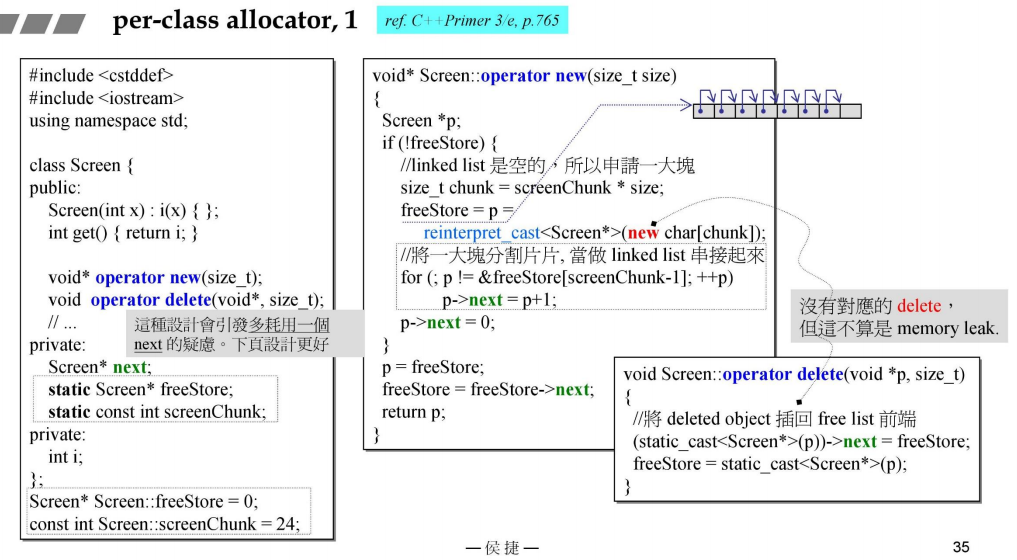 per-class allocator, 1
ref. C++Primer 3/e, p.765
#include <cstddef>
#include <iostream>
using namespace std;
class Screen {
public:
Screen(int x) : i(x) { };
int get() { return i; }
void* operator new(size_t);
void operator delete(void*, size_t);
// ...
這種設計會引發多耗用一個
next 的疑慮。下頁設計更好
private:
Screen* next;
static Screen* freeStore;
static const int screenChunk;
private:
int i;
};
Screen* Screen::freeStore = 0;
const int Screen::screenChunk = 24;
void* Screen::operator new(size_t size)
{
Screen *p;
if (!freeStore) {
//linked list 是空的，所以申請一大塊
size_t chunk = screenChunk * size;
freeStore = p =
reinterpret_cast<Screen*>(new char[chunk]);
//將一大塊分割片片, 當做 linked list 串接起來
for (; p != &freeStore[screenChunk-1]; ++p)
p->next = p+1;
p->next = 0;
}
p = freeStore;
freeStore = freeStore->next;
return p;
}
沒有對應的 delete，
但這不算是 memory leak.
void Screen::operator delete(void *p, size_t)
{
//將 deleted object 插回 free list 前端
(static_cast<Screen*>(p))->next = freeStore;
freeStore = static_cast<Screen*>(p);
}
— 侯捷 —
35